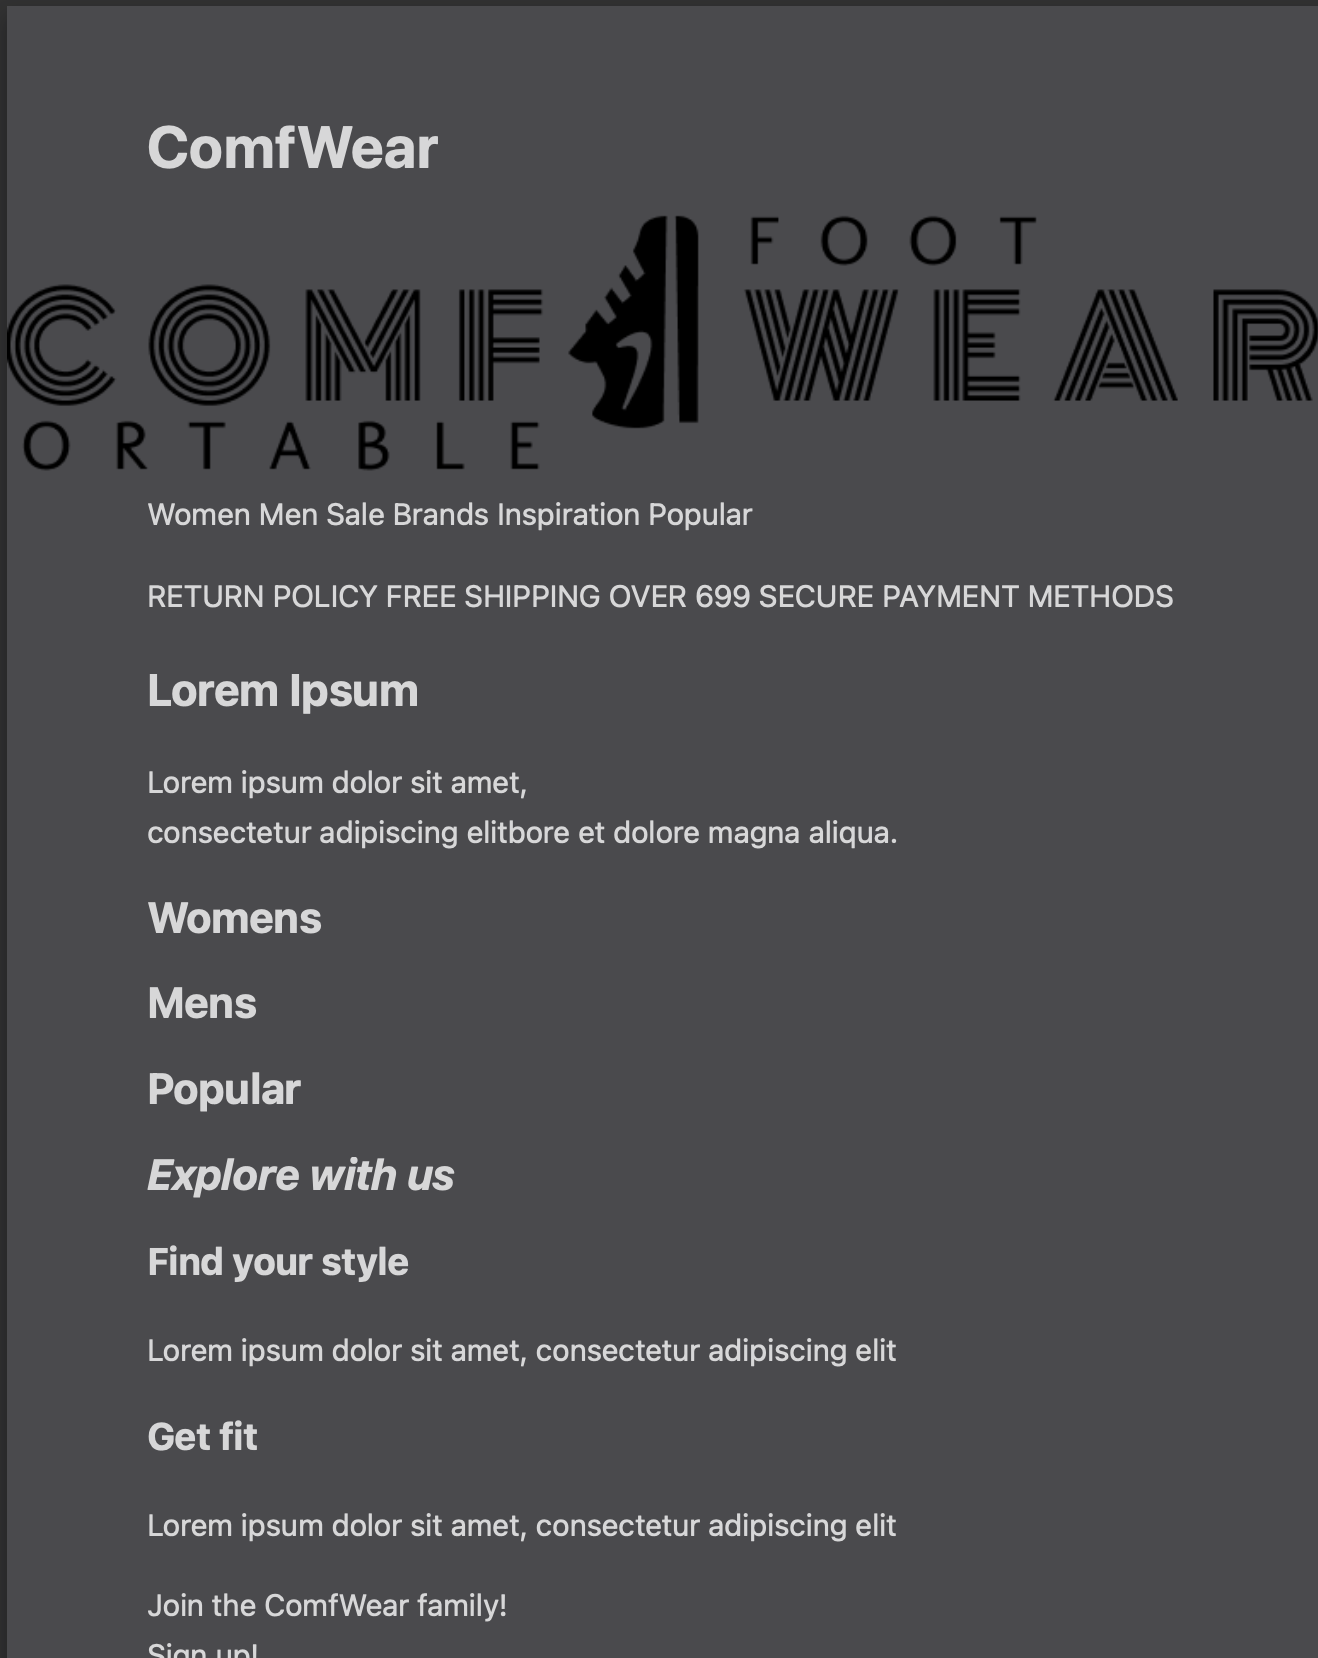 ComfWear
FOOT
COMF WEAR
ORTABLE
Women Men Sale Brands Inspiration Popular
RETURN POLICY FREE SHIPPING OVER 699 SECURE PAYMENT METHODS
Lorem Ipsum
Lorem ipsum dolor sit amet,
consectetur adipiscing elitbore et dolore magna aliqua.
Womens
Mens
Popular
Explore with us
Find your style
Lorem ipsum dolor sit amet, consectetur adipiscing elit
Get fit
Lorem ipsum dolor sit amet, consectetur adipiscing elit
Join the ComfWear family!
Sign up!